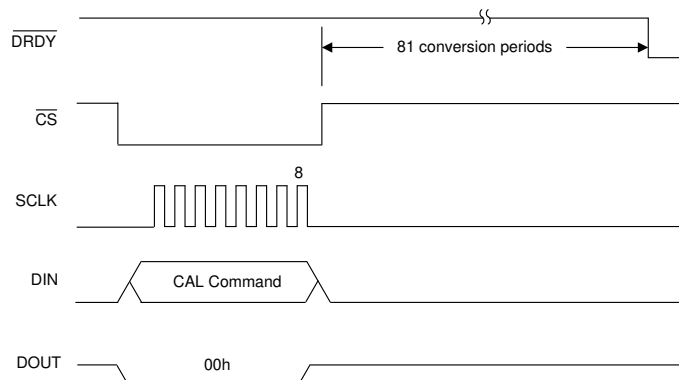 DRDY
81 conversion periods
CS
8
SCLK
DIN
CAL Command
DOUT
00h